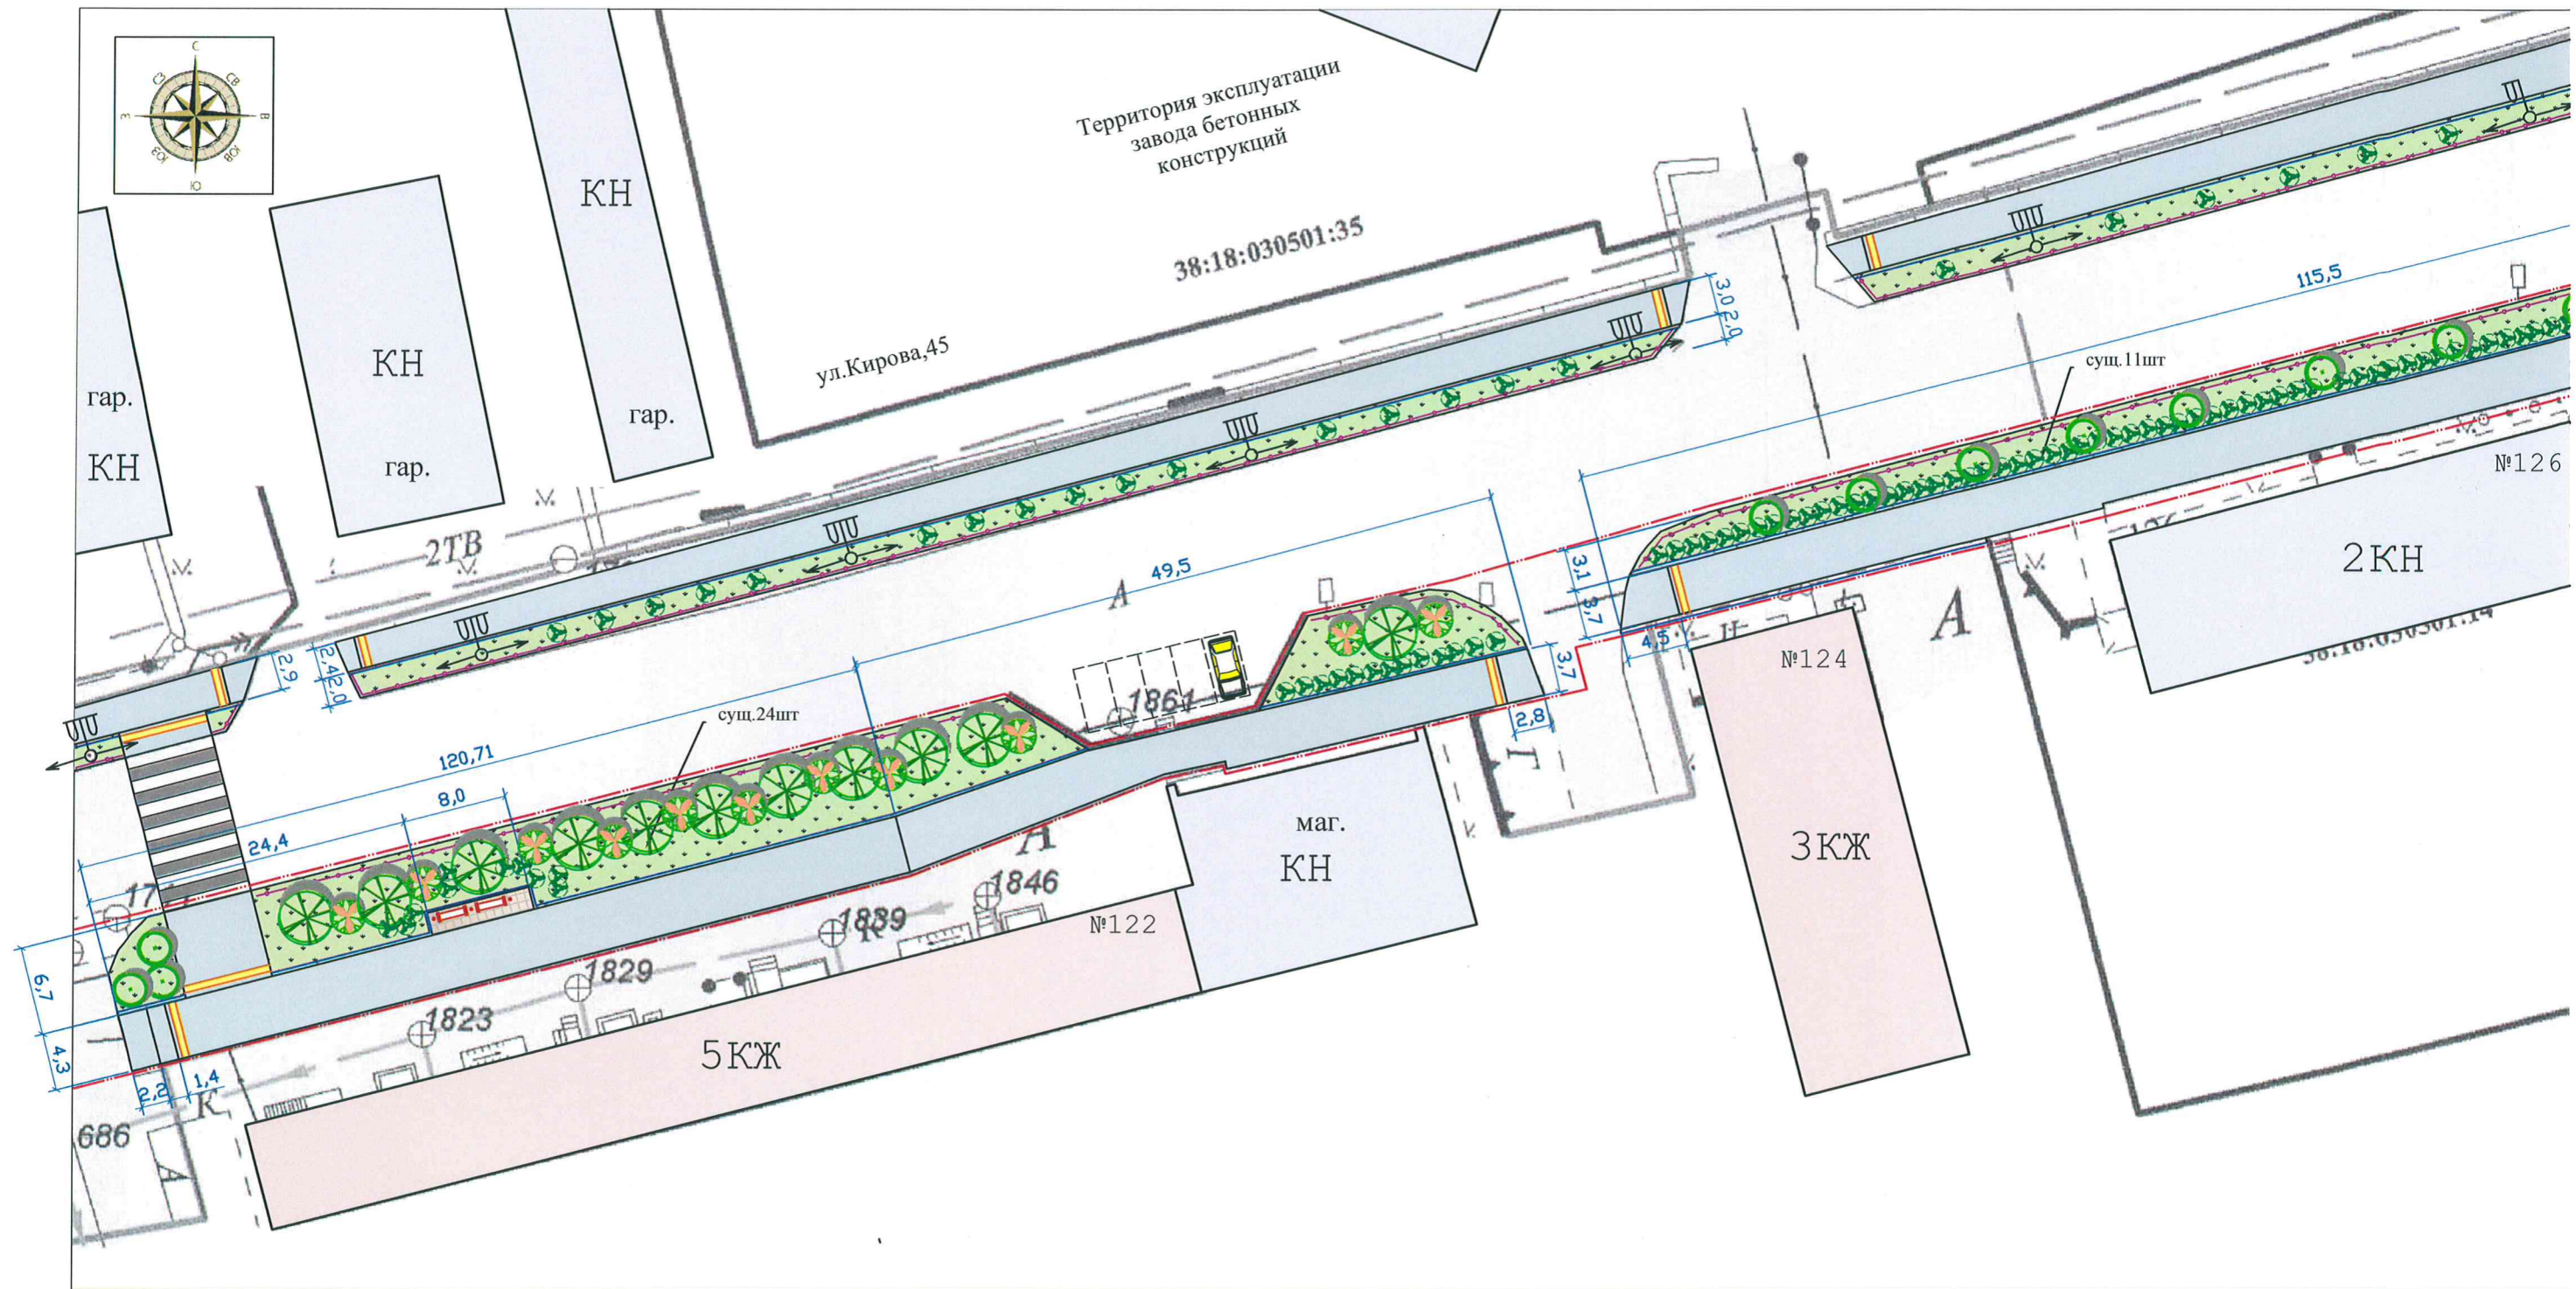 С
СЗ
СВ
З
В
ЮЗ
ЮВ
Ю
Территория эксплуатации
завода бетонных
конструкций
38:18:030501:35
ул.Кирова,45
КН
гар.
КН
гар.
гар.
КН
2ТВ
115,5
сущ.11шт
№126
2КН
3,0
2,0
49,5
А
3,1
3,7
4,5
№124
А
3КЖ
2,9
2,4
2,0
120,71
8,0
24,4
сущ.24шт
1861
3,7
2,8
Г
маг.
КН
А
1846
1839
К
№122
1829
1823
5КЖ
6,7
4,3
2,2
1,4
К
686
А